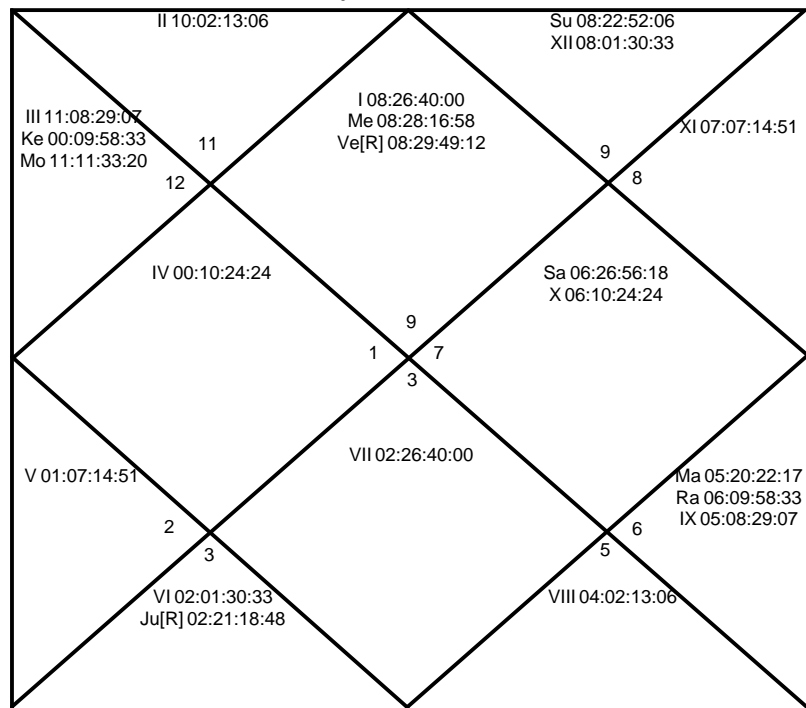 II 10:02:13:06
Su 08:22:52:06
XII 08:01:30:33
I 08:26:40:00
Me 08:28:16:58
Ve[R] 08:29:49:12
III 11:08:29:07
Ke 00:09:58:33
Mo 11:11:33:20
XI 07:07:14:51
11
9
12
8
IV 00:10:24:24
Sa 06:26:56:18
X 06:10:24:24
9
1
7
3
VII 02:26:40:00
V 01:07:14:51
Ma 05:20:22:17
Ra 06:09:58:33
IX 05:08:29:07
2
6
3
5
VI 02:01:30:33
Ju[R] 02:21:18:48
VIII 04:02:13:06